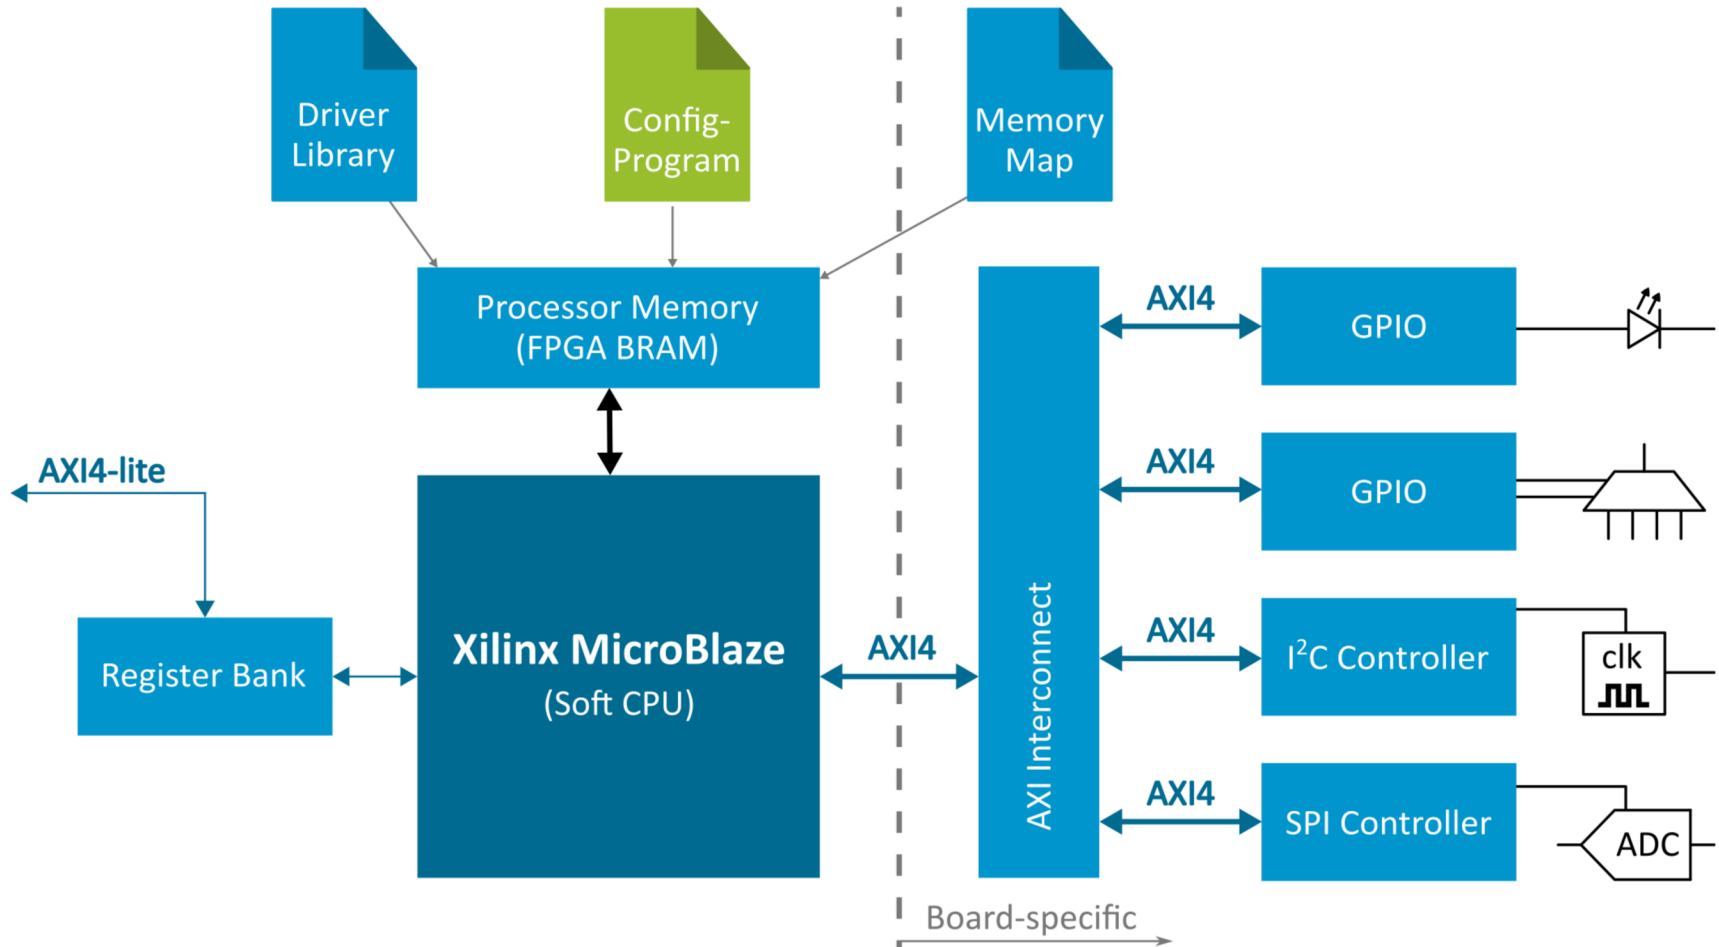 Driver
Library
Config-
Program
Memory
Map
Processor Memory
(FPGA BRAM)
AXI4-lite
Register Bank
Xilinx MicroBlaze
(Soft CPU)
AXI4
AXI Interconnect
AXI4
GPIO
AXI4
GPIO
AXI4
I²C Controller
clk
AXI4
SPI Controller
ADC
Board-specific